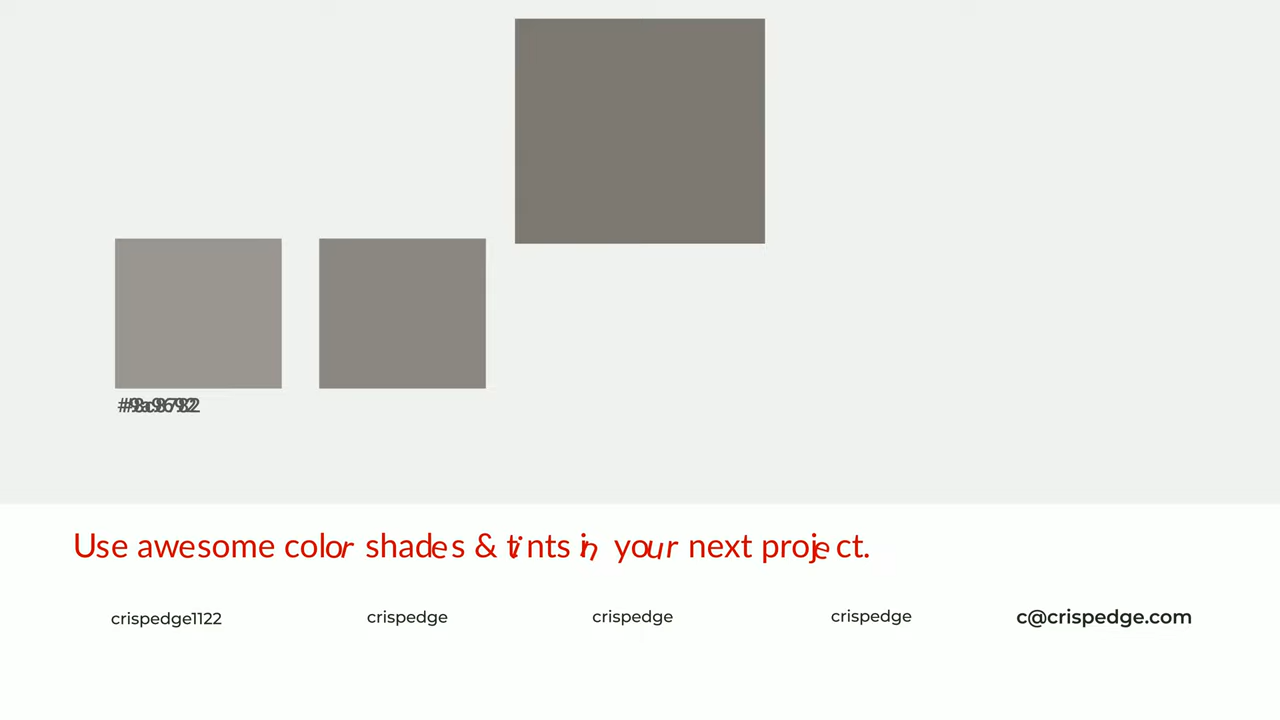 Use awesome color shades & tints in your next project.
crispedge1122 crispedge crispedge crispedge c@crispedge.com